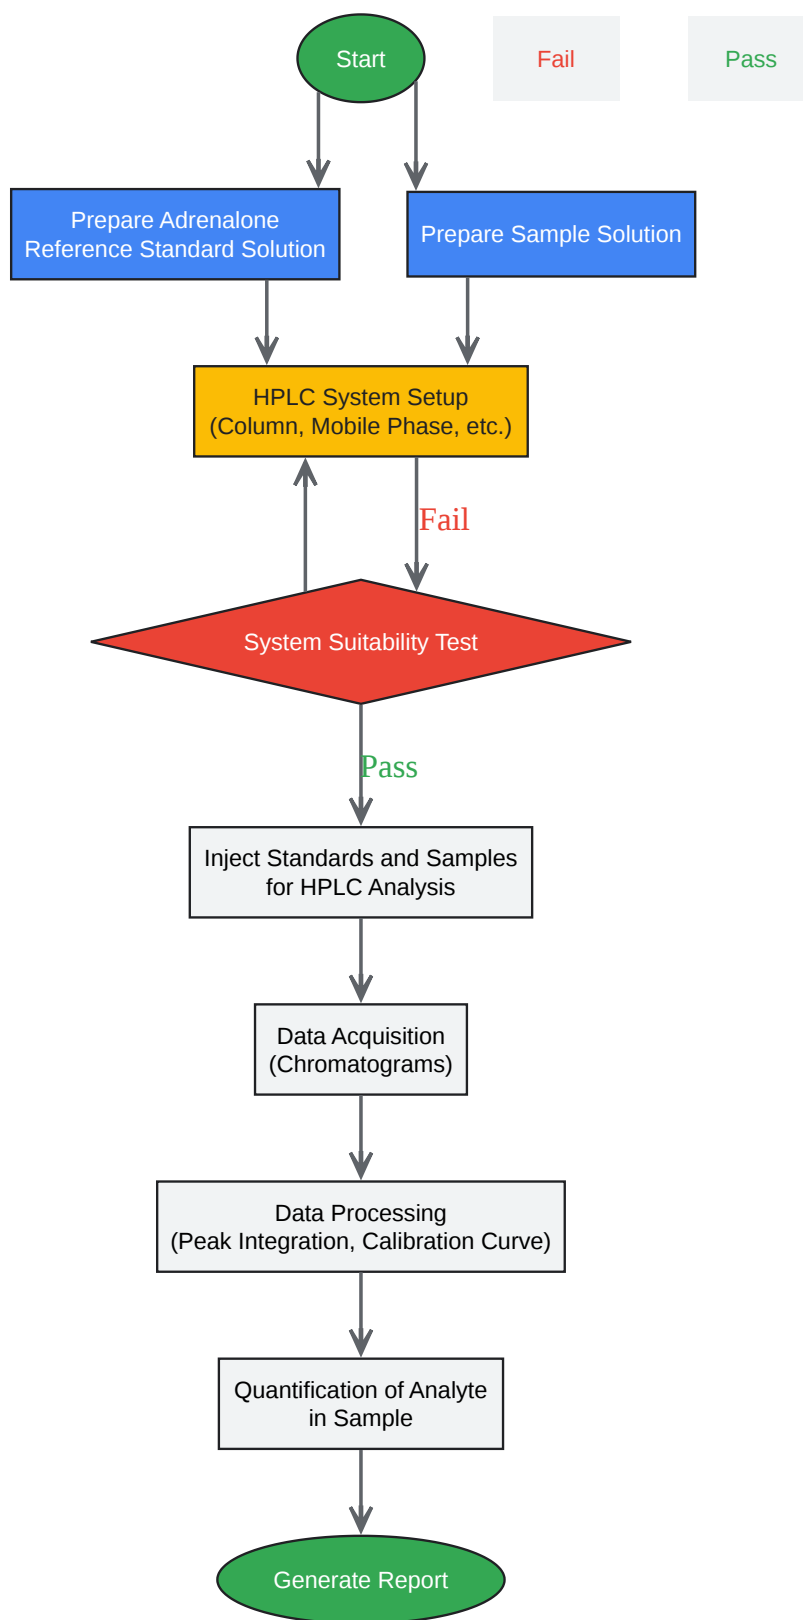 Start
Fail
Pass
Prepare Adrenalone
Reference Standard Solution
Prepare Sample Solution
HPLC System Setup
(Column, Mobile Phase, etc.)
Fail
System Suitability Test
Pass
Inject Standards and Samples
for HPLC Analysis
Data Acquisition
(Chromatograms)
Data Processing
(Peak Integration, Calibration Curve)
Quantification of Analyte
in Sample
Generate Report